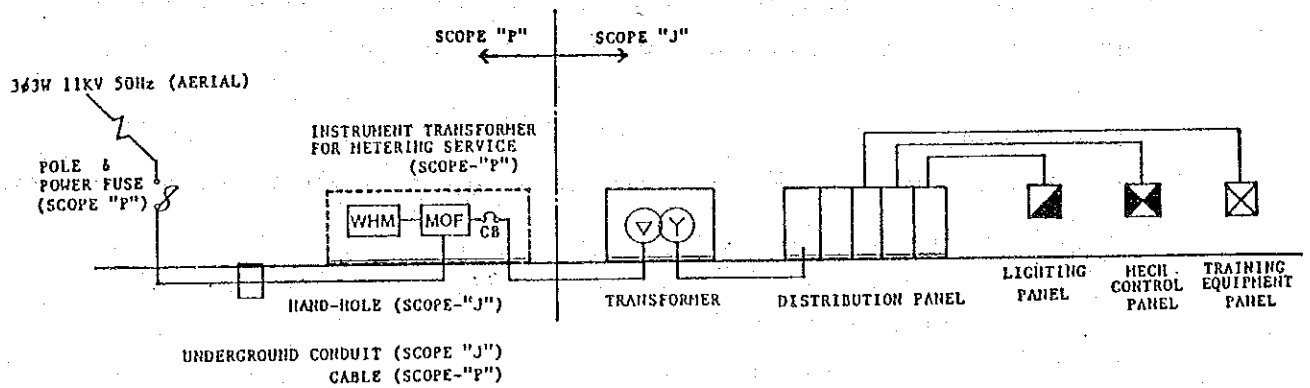 SCOPE "P"
SCOPE "J"
3φ3W 11KV 50Hz (AERIAL)
INSTRUMENT TRANSFORMER
FOR METERING SERVICE
(SCOPE-"P")
POLE &
POWER FUSE
(SCOPE "P")
WHM
MOF
CB
HAND-HOLE (SCOPE-"J")
TRANSFORMER
DISTRIBUTION PANEL
LIGHTING
PANEL
MECH.
CONTROL
PANEL
TRAINING
EQUIPMENT
PANEL
UNDERGROUND CONDUIT (SCOPE "J")
CABLE (SCOPE-"P")